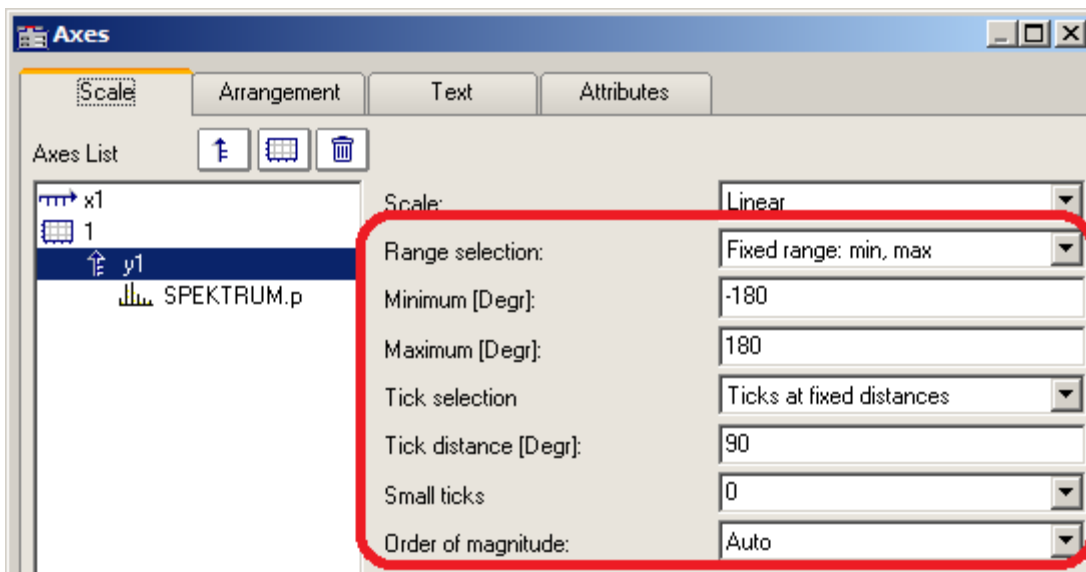 Axes
Scale Arrangement Text Attributes
Axes List
x1
1
y1
SPEKTRUM.p
Scale: Linear
Range selection: Fixed range: min, max
Minimum [Degr]: -180
Maximum [Degr]: 180
Tick selection Ticks at fixed distances
Tick distance [Degr]: 90
Small ticks 0
Order of magnitude: Auto